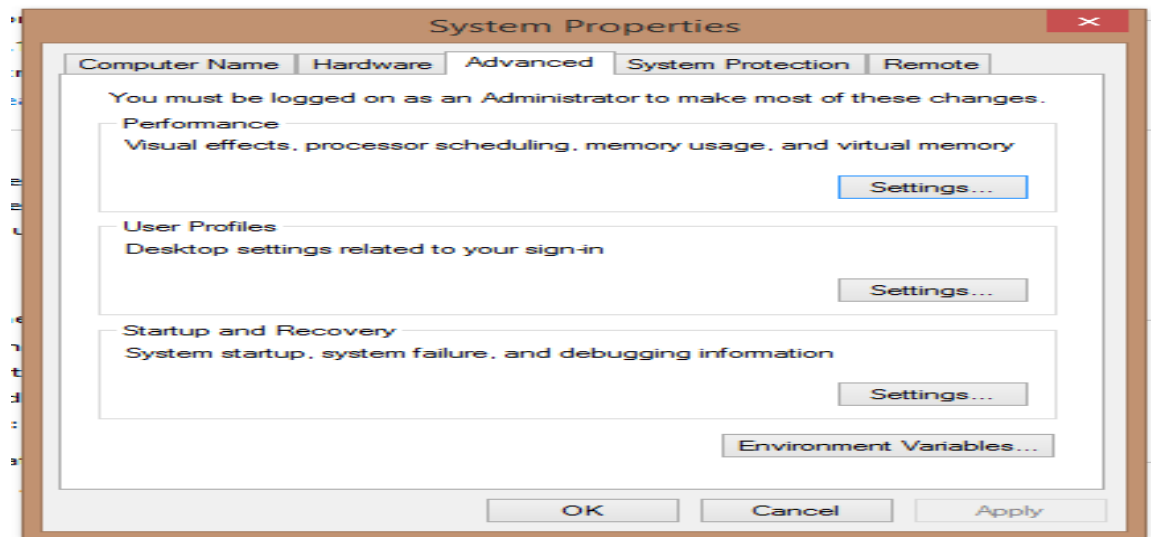 System Properties
Computer Name Hardware Advanced System Protection Remote
You must be logged on as an Administrator to make most of these changes.
Performance
Visual effects, processor scheduling, memory usage, and virtual memory
Settings...
User Profiles
Desktop settings related to your sign-in
Settings...
Startup and Recovery
System startup, system failure, and debugging information
Settings...
Environment Variables...
OK Cancel Apply